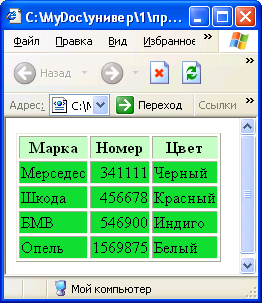 C:\MyDoc\универ\1\пр...
Файл Правка Вид Избранное »
Назад »
Адрес: C:\M Переход Ссылки »
Марка Номер Цвет
Мерседес 341111 Черный
Шкода 456678 Красный
БМВ 546900 Индиго
Опель 1569875 Белый
Мой компьютер